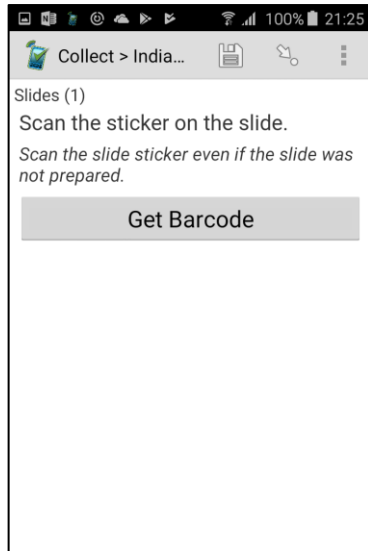 100% 21:25
Collect > India...
Slides (1)
Scan the sticker on the slide.
Scan the slide sticker even if the slide was
not prepared.
Get Barcode